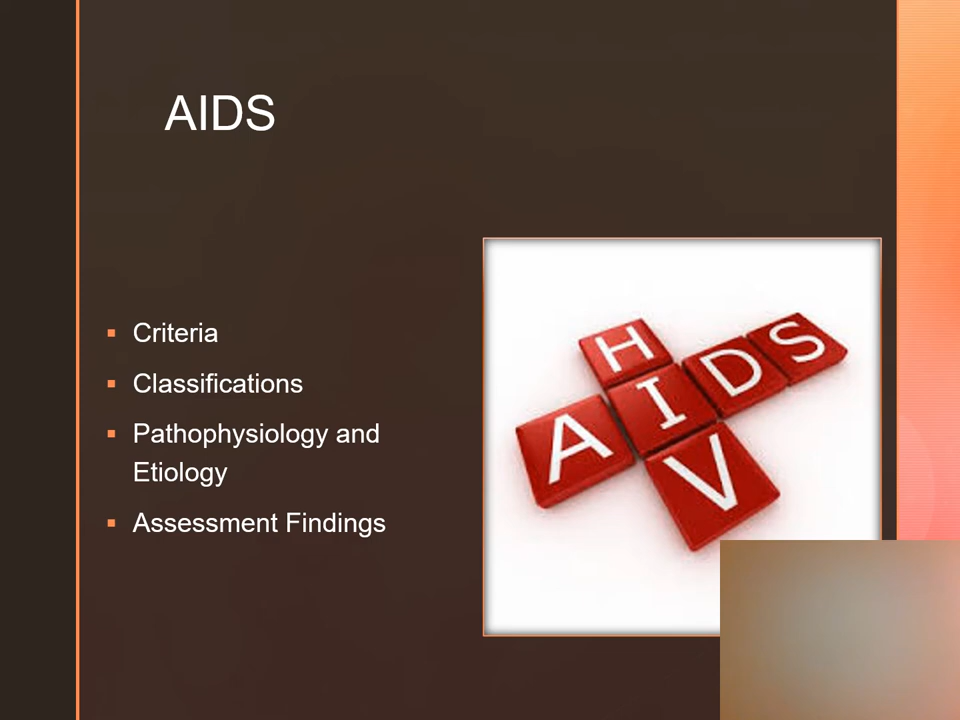 AIDS
Criteria
Classifications
Pathophysiology and
Etiology
Assessment Findings
H
AIDS
V